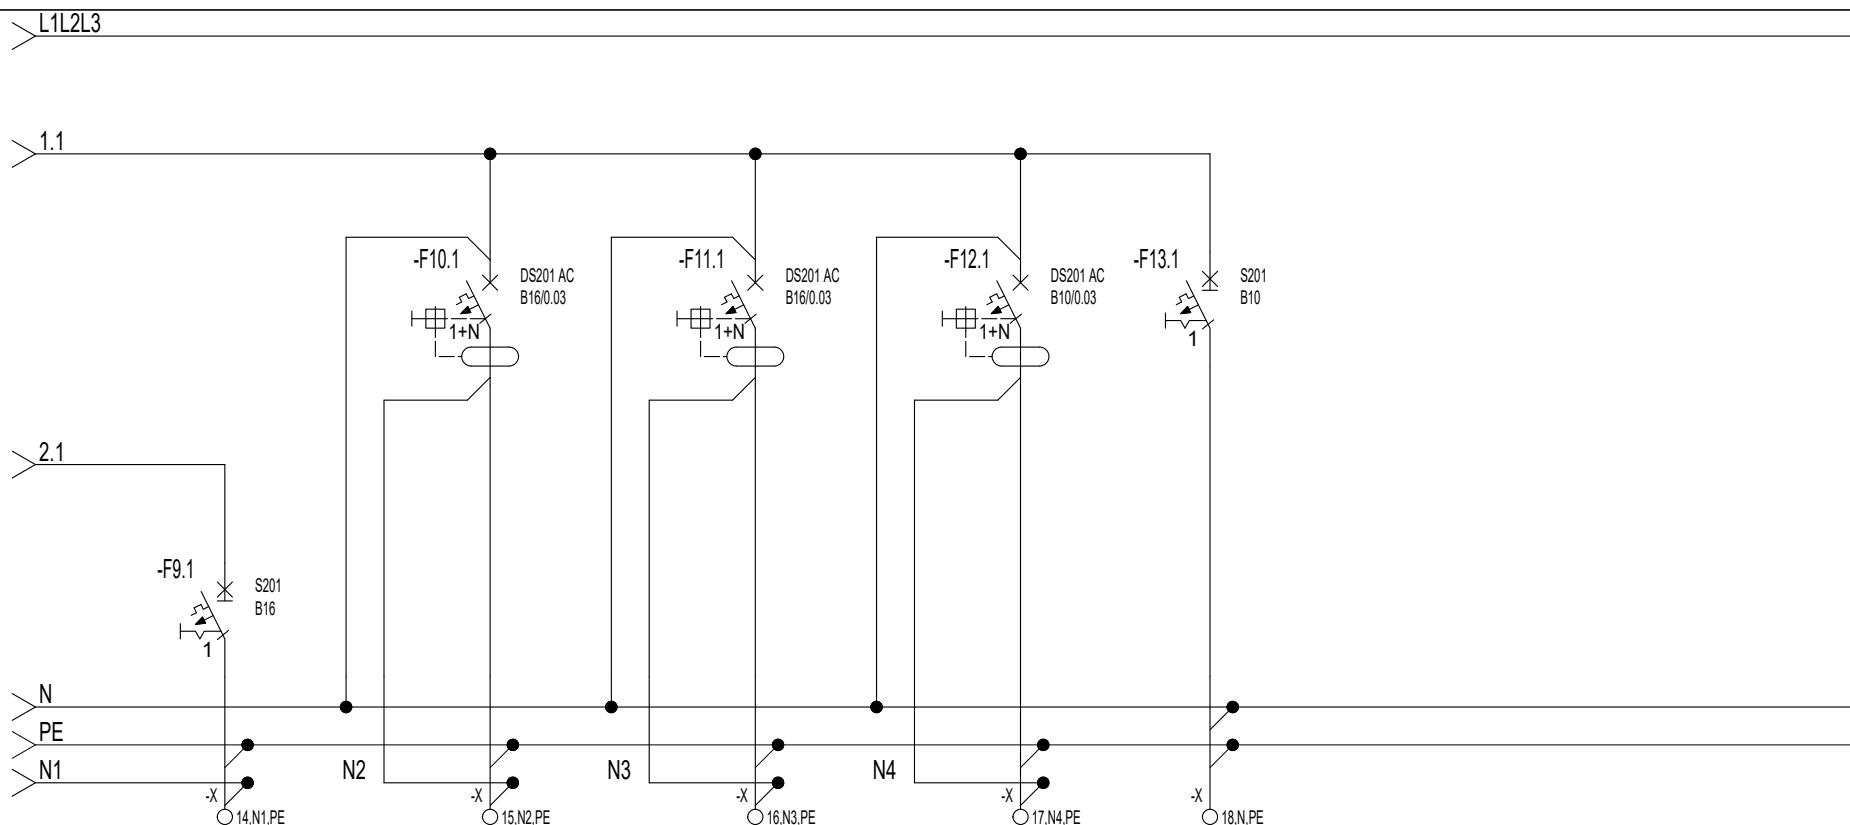 L1L2L3
1.1
-F10.1
DS201 AC
B16/0.03
1+N
-F11.1
DS201 AC
B16/0.03
1+N
-F12.1
DS201 AC
B10/0.03
1+N
-F13.1
S201
B10
1
2.1
-F9.1
S201
B16
1
N
PE
N1
N2
N3
N4
-X
14,N1,PE
-X
15,N2,PE
-X
16,N3,PE
-X
17,N4,PE
-X
18,N,PE